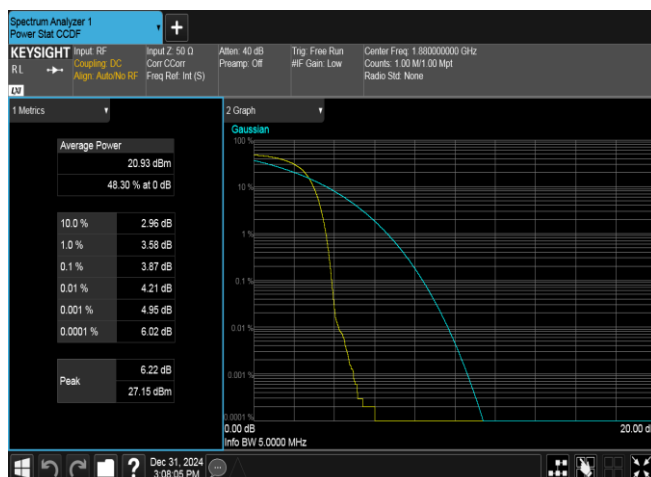 Spectrum Analyzer 1
Power Stat CCDF
+
KEYSIGHT
RL
LXI
Input: RF
Coupling: DC
Align: Auto/No RF
Input Z: 50 Ω
Corr CCorr
Freq Ref: Int (S)
Atten: 40 dB
Preamp: Off
Trig: Free Run
#IF Gain: Low
Center Freq: 1.880000000 GHz
Counts: 1.00 M/1.00 Mpt
Radio Std: None
1 Metrics
Average Power
20.93 dBm
48.30 % at 0 dB
10.0 % 2.96 dB
1.0 % 3.58 dB
0.1 % 3.87 dB
0.01 % 4.21 dB
0.001 % 4.95 dB
0.0001 % 6.02 dB
Peak
6.22 dB
27.15 dBm
2 Graph
Gaussian
100 %
10 %
1 %
0.1 %
0.01 %
0.001 %
0.0001 %
0.00 dB
20.00 d
Info BW 5.0000 MHz
?
Dec 31, 2024
3:08:05 PM